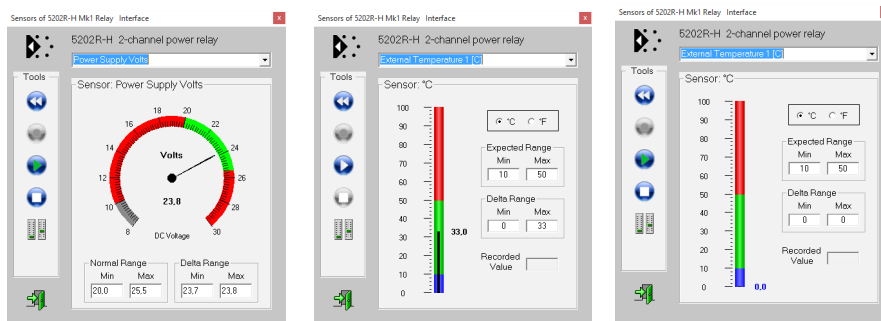 Sensors of 5202R-H Mk1 Relay Interface
5202R-H 2-channel power relay
Power Supply Volts
Tools
Sensor: Power Supply Volts
8
10
12
14
16
18
20
22
24
26
28
30
Volts
23,8
DC Voltage
Normal Range
Min Max
20,0 25,5
Delta Range
Min Max
23,7 23,8
Sensors of 5202R-H Mk1 Relay Interface
5202R-H 2-channel power relay
External Temperature 1 [C]
Tools
Sensor: °C
100
90
80
70
60
50
40
30
20
10
0
33,0
°C °F
Expected Range
Min Max
10 50
Delta Range
Min Max
0 33
Recorded
Value
Sensors of 5202R-H Mk1 Relay Interface
5202R-H 2-channel power relay
External Temperature 1 [C]
Tools
Sensor: °C
100
90
80
70
60
50
40
30
20
10
0
0,0
°C °F
Expected Range
Min Max
10 50
Delta Range
Min Max
0 0
Recorded
Value